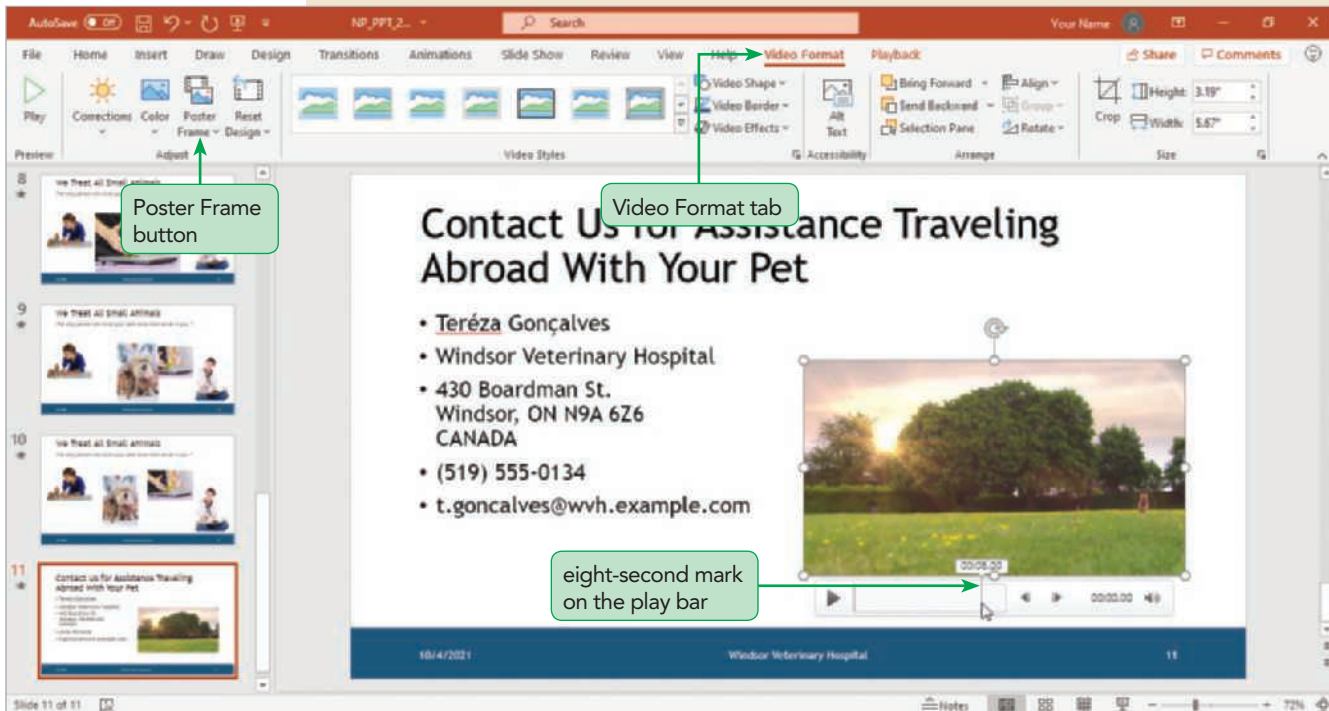 AutoSave Off NP_PPT_2... Search Your Name
File Home Insert Draw Design Transitions Animations Slide Show Review View Help Video Format Playback Share Comments
Play
Corrections
Color
Poster Frame
Reset Design
Video Shape
Video Border
Video Effects
Alt Text
Bring Forward
Send Backward
Selection Pane
Align
Group
Rotate
Crop
Height: 3.19"
Width: 5.67"
Preview Adjust Video Styles Accessibility Arrange Size
Poster Frame
button
Video Format tab
8
We Treat All Small Animals
9
We Treat All Small Animals
10
We Treat All Small Animals
11
Contact Us for Assistance Traveling
Abroad With Your Pet
Contact Us for Assistance Traveling
Abroad With Your Pet
• Teréza Gonçalves
• Windsor Veterinary Hospital
• 430 Boardman St.
Windsor, ON N9A 6Z6
CANADA
• (519) 555-0134
• t.goncalves@wvh.example.com
eight-second mark
on the play bar
00:08.00
00:00.00
10/4/2021 Windsor Veterinary Hospital 11
Slide 11 of 11 Notes 72%